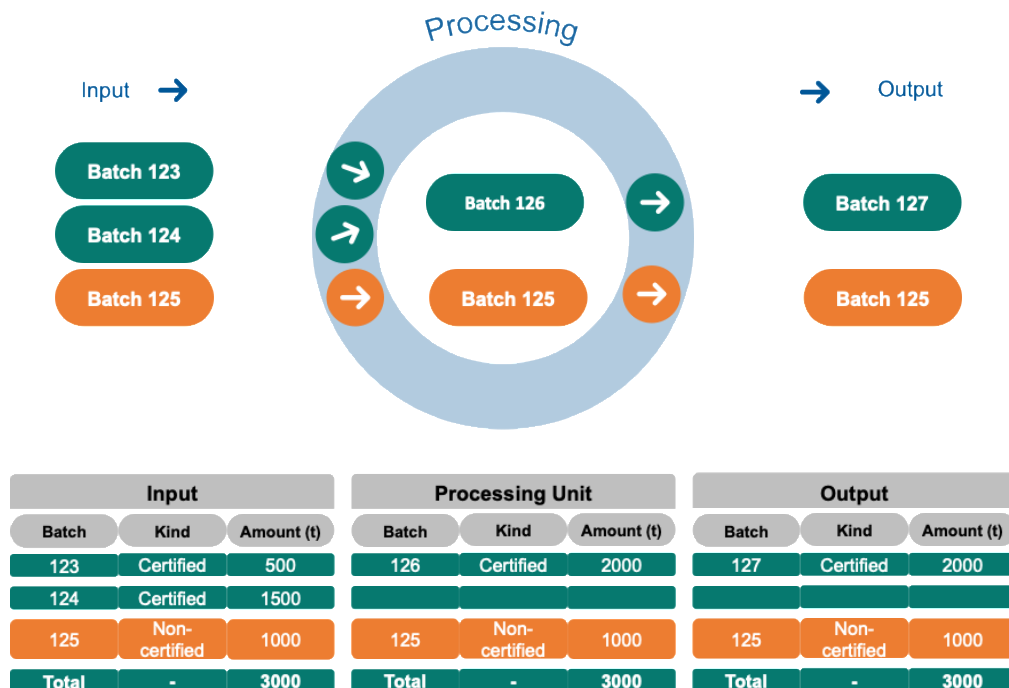 Processing
Input
Output
Batch 123
Batch 124
Batch 125
Batch 126
Batch 125
Batch 127
Batch 125
Input
Batch Kind Amount (t)
123 Certified 500
124 Certified 1500
125 Non-certified 1000
Total - 3000
Processing Unit
Batch Kind Amount (t)
126 Certified 2000
125 Non-certified 1000
Total - 3000
Output
Batch Kind Amount (t)
127 Certified 2000
125 Non-certified 1000
Total - 3000